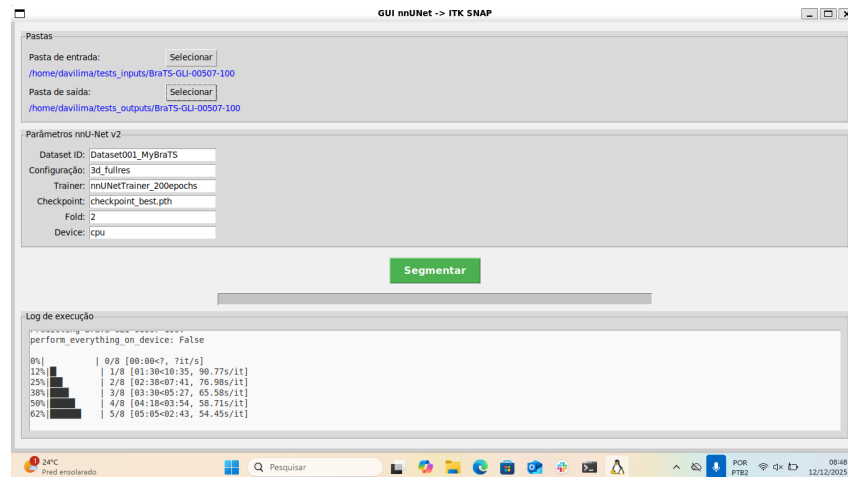 GUI nnUNet -> ITK SNAP
Pastas
Pasta de entrada: Selecionar
/home/davilima/tests_inputs/BraTS-GLI-00507-100
Pasta de saída: Selecionar
/home/davilima/tests_outputs/BraTS-GLI-00507-100
Parâmetros nnU-Net v2
Dataset ID: Dataset001_MyBraTS
Configuração: 3d_fullres
Trainer: nnUNetTrainer_200epochs
Checkpoint: checkpoint_best.pth
Fold: 2
Device: cpu
Segmentar
Log de execução
perform_everything_on_device: False
0%| | 0/8 [00:00<?, ?it/s]
12%| | 1/8 [01:30<10:35, 90.77s/it]
25%| | 2/8 [02:38<07:41, 76.98s/it]
38%| | 3/8 [03:30<05:27, 65.58s/it]
50%| | 4/8 [04:18<03:54, 58.71s/it]
62%| | 5/8 [05:05<02:43, 54.45s/it]
1
24°C
Pred ensolarado
Pesquisar
POR
PTB2
08:48
12/12/2025